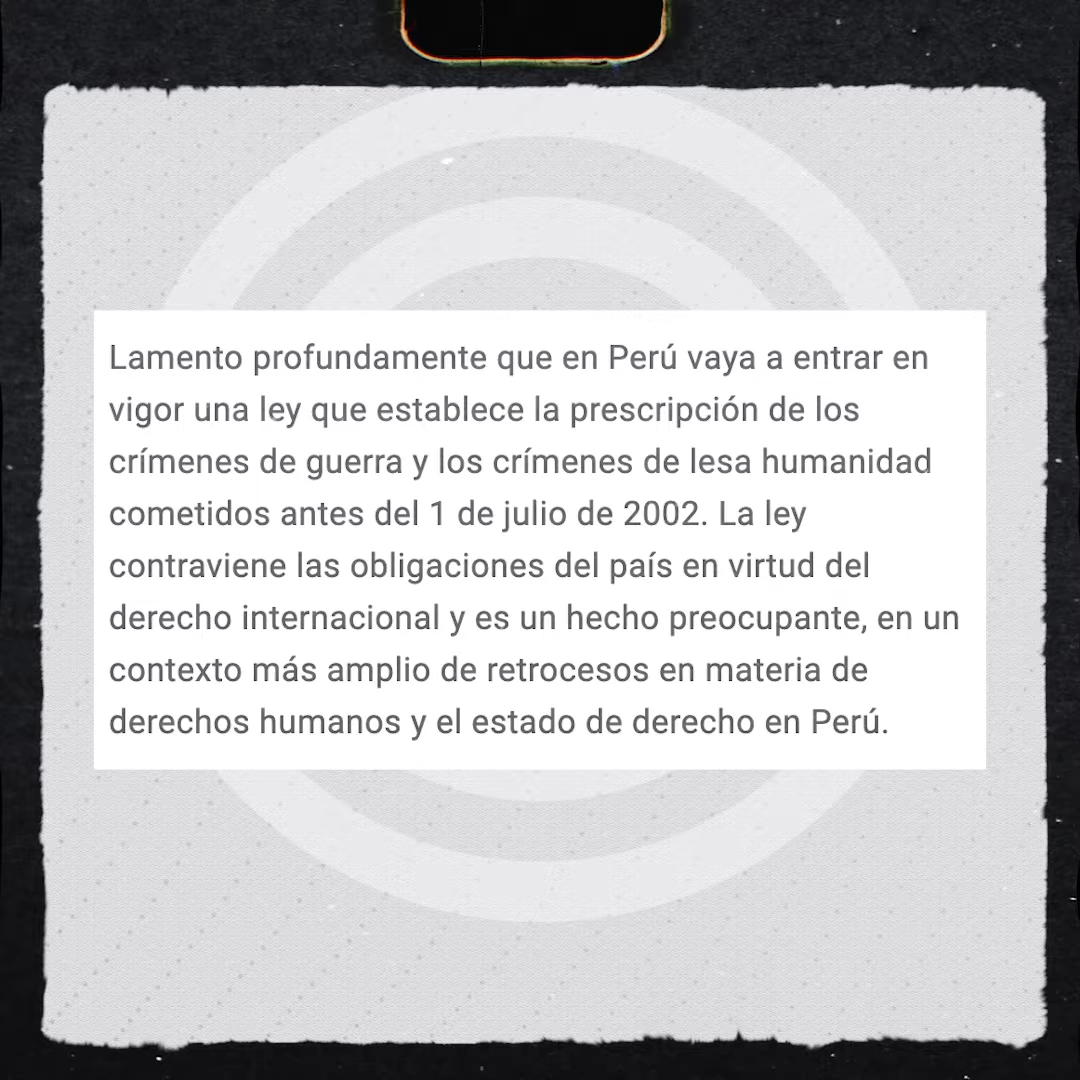 Lamento profundamente que en Perú vaya a entrar en
vigor una ley que establece la prescripción de los
crímenes de guerra y los crímenes de lesa humanidad
cometidos antes del 1 de julio de 2002. La ley
contraviene las obligaciones del país en virtud del
derecho internacional y es un hecho preocupante, en un
contexto más amplio de retrocesos en materia de
derechos humanos y el estado de derecho en Perú.